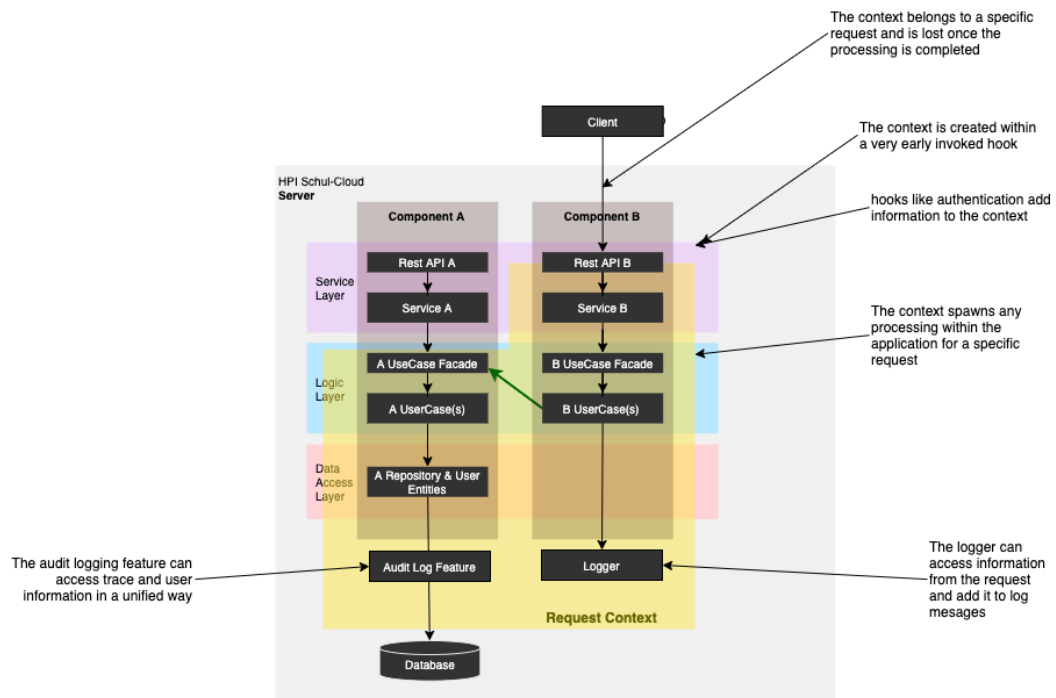 The context belongs to a specific
request and is lost once the
processing is completed
Client
The context is created within
a very early invoked hook
HPI Schul-Cloud
Server
hooks like authentication add
information to the context
Component A
Component B
Rest API A
Rest API B
Service
Layer
Service A
Service B
The context spawns any
processing within the
application for a specific
request
A UseCase Facade
B UseCase Facade
Logic
Layer
A UserCase(s)
B UserCase(s)
Data
Access
Layer
A Repository & User
Entities
The audit logging feature can
access trace and user
information in a unified way
Audit Log Feature
Logger
The logger can
access information
from the request
and add it to log
mesages
Request Context
Database